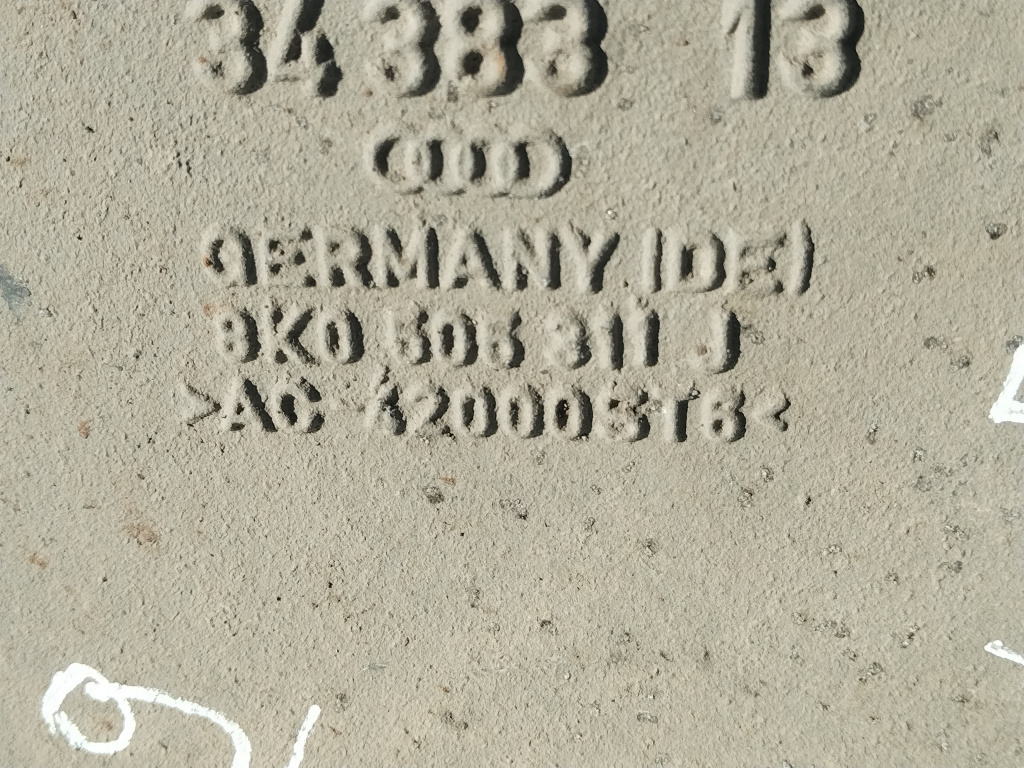 34 383 13
GERMANY (DE)
8K0 505 311 J
>AC 42000316<